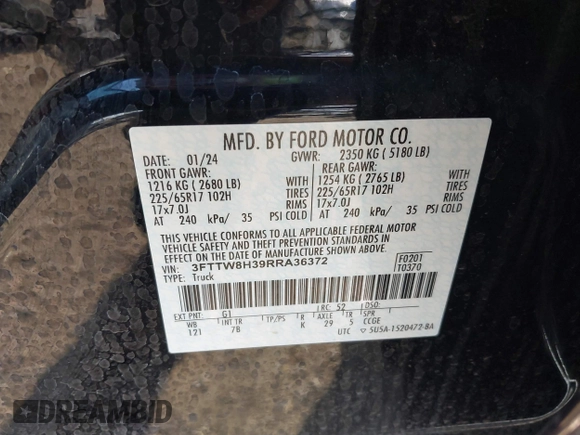 MFD. BY FORD MOTOR CO.
DATE: 01/24 GVWR: 2350 KG ( 5180 LB)
FRONT GAWR: REAR GAWR:
1216 KG ( 2680 LB) WITH 1254 KG ( 2765 LB) WITH
225/65R17 102H TIRES 225/65R17 102H TIRES
17x7.0J RIMS 17x7.0J RIMS
AT 240 kPa/ 35 PSI COLD AT 240 kPa/ 35 PSI COLD
THIS VEHICLE CONFORMS TO ALL APPLICABLE FEDERAL MOTOR
VEHICLE SAFETY AND THEFT PREVENTION STANDARDS IN
EFFECT ON THE DATE OF MANUFACTURE SHOWN ABOVE.
VIN: 3FTTW8H39RRA36372 F0201
TYPE: Truck T0370
EXT PNT: G1 RC: 52 DSO:
WB INT TR TP/PS R AXLE TR SPR
121 7B K 29 5 CCGE
UTC 5U5A-1520472-BA
DREAMBID